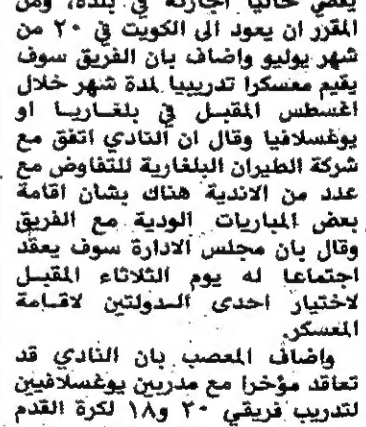 يقضي حاليا اجازته في بلده، ومن
المقرر ان يعود الى الكويت في ٢٠ من
شهر يوليو واضاف بان الفريق سوف
يقيم معسكرا تدريبيا لمدة شهر خلال
اغسطس المقبل في بلغاريا او
يوغسلافيا وقال ان النادي اتفق مع
شركة الطيران البلغارية للتفاوض مع
عدد من الاندية هناك بشان اقامة
بعض المباريات الودية مع الفريق
وقال بان مجلس الادارة سوف يعقد
اجتماعا له يوم الثلاثاء المقبل
لاختيار احدى الدولتين لاقامة
المعسكر.
واضاف المعصب بان النادي قد
تعاقد مؤخرا مع مدربين يوغسلافيين
لتدريب فريقي ٢٠ و١٨ لكرة القدم